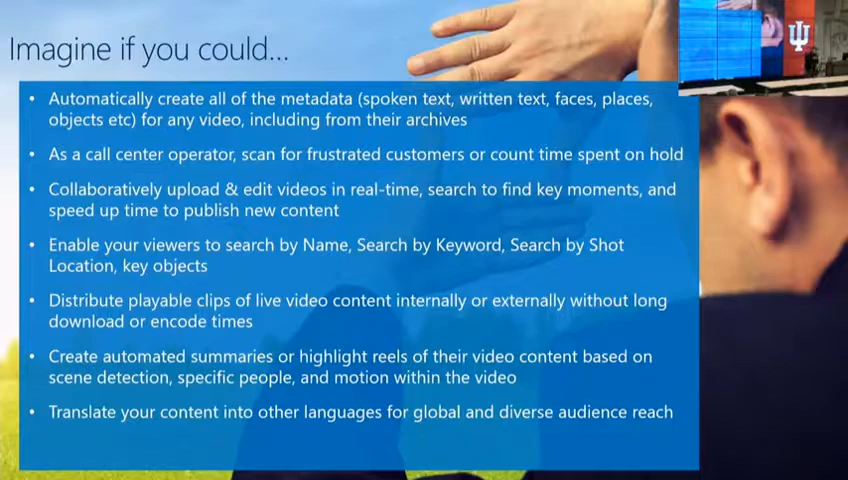 Imagine if you could...
• Automatically create all of the metadata (spoken text, written text, faces, places,
objects etc) for any video, including from their archives
• As a call center operator, scan for frustrated customers or count time spent on hold
• Collaboratively upload & edit videos in real-time, search to find key moments, and
speed up time to publish new content
• Enable your viewers to search by Name, Search by Keyword, Search by Shot
Location, key objects
• Distribute playable clips of live video content internally or externally without long
download or encode times
• Create automated summaries or highlight reels of their video content based on
scene detection, specific people, and motion within the video
• Translate your content into other languages for global and diverse audience reach